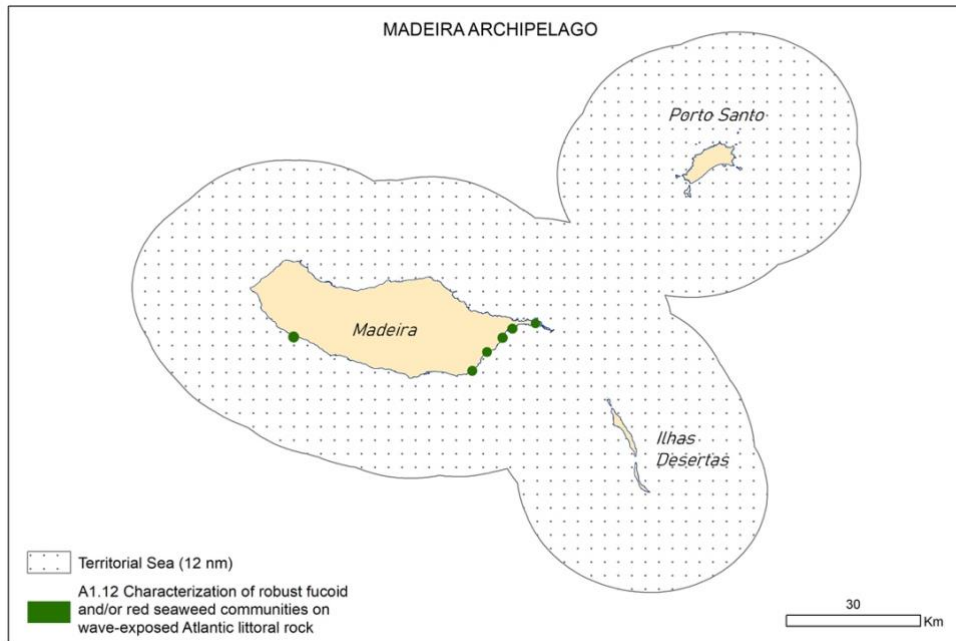 MADEIRA ARCHIPELAGO
Porto Santo
Madeira
Ilhas
Desertas
Territorial Sea (12 nm)
A1.12 Characterization of robust fucoid
and/or red seaweed communities on
wave-exposed Atlantic littoral rock
30
Km